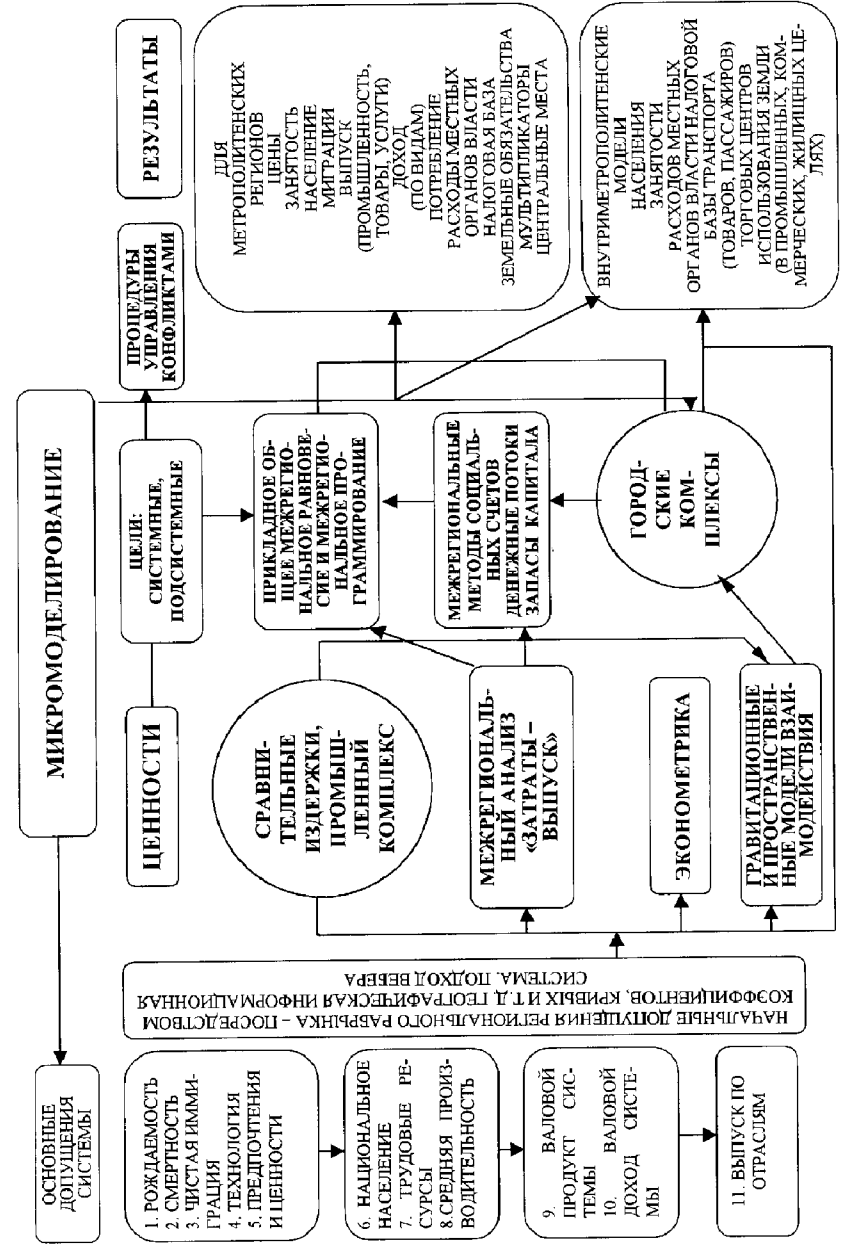 МИКРОМОДЕЛИРОВАНИЕ
ОСНОВНЫЕ
ДОПУЩЕНИЯ
СИСТЕМЫ
ЦЕННОСТИ
ЦЕЛИ:
СИСТЕМНЫЕ,
ПОДСИСТЕМНЫЕ
ПРОЦЕДУРЫ
УПРАВЛЕНИЯ
КОНФЛИКТАМИ
РЕЗУЛЬТАТЫ
1. РОЖДАЕМОСТЬ
2. СМЕРТНОСТЬ
3. ЧИСТАЯ ИММИ-
ГРАЦИЯ
4. ТЕХНОЛОГИЯ
5. ПРЕДПОЧТЕНИЯ
И ЦЕННОСТИ
6. НАЦИОНАЛЬНОЕ
НАСЕЛЕНИЕ
7. ТРУДОВЫЕ РЕ-
СУРСЫ
8.СРЕДНЯЯ ПРОИЗ-
ВОДИТЕЛЬНОСТЬ
9. ВАЛОВОЙ
ПРОДУКТ СИС-
ТЕМЫ
10. ВАЛОВОЙ
ДОХОД СИСТЕ-
МЫ
11. ВЫПУСК ПО
ОТРАСЛЯМ
НАЧАЛЬНЫЕ ДОПУЩЕНИЯ РЕГИОНАЛЬНОГО РАВРЫНКА – ПОСРЕДСТВОМ
КОЭФФИЦИЕНТОВ, КРИВЫХ И Т. Д. ГЕОГРАФИЧЕСКАЯ ИНФОРМАЦИОННАЯ
СИСТЕМА. ПОДХОД ВЕБЕРА
СРАВНИ-
ТЕЛЬНЫЕ
ИЗДЕРЖКИ,
ПРОМЫШ-
ЛЕННЫЙ
КОМПЛЕКС
МЕЖРЕГИОНАЛЬ-
НЫЙ АНАЛИЗ
«ЗАТРАТЫ –
ВЫПУСК»
ЭКОНОМЕТРИКА
ГРАВИТАЦИОННЫЕ
И ПРОСТРАНСТВЕН-
НЫЕ МОДЕЛИ ВЗАИ-
МОДЕЙСТВИЯ
ПРИКЛАДНОЕ ОБ-
ЩЕЕ МЕЖРЕГИО-
НАЛЬНОЕ РАВНОВЕ-
СИЕ И МЕЖРЕГИО-
НАЛЬНОЕ ПРО-
ГРАММИРОВАНИЕ
МЕЖРЕГИОНАЛЬНЫЕ
МЕТОДЫ СОЦИАЛЬ-
НЫХ СЧЕТОВ
ДЕНЕЖНЫЕ ПОТОКИ
ЗАПАСЫ КАПИТАЛА
ГОРОД-
СКИЕ
КОМ-
ПЛЕКСЫ
ДЛЯ
МЕТРОПОЛИТЕНСКИХ
РЕГИОНОВ
ЦЕНЫ
ЗАНЯТОСТЬ
НАСЕЛЕНИЕ
МИГРАЦИИ
ВЫПУСК
(ПРОМЫШЛЕННОСТЬ,
ТОВАРЫ, УСЛУГИ)
ДОХОД
(ПО ВИДАМ)
ПОТРЕБЛЕНИЕ
РАСХОДЫ МЕСТНЫХ
ОРГАНОВ ВЛАСТИ
НАЛОГОВАЯ БАЗА
ЗЕМЕЛЬНЫЕ ОБЯЗАТЕЛЬСТВА
МУЛЬТИПЛИКАТОРЫ
ЦЕНТРАЛЬНЫЕ МЕСТА
ВНУТРИМЕТРОПОЛИТЕНСКИЕ
МОДЕЛИ
НАСЕЛЕНИЯ
ЗАНЯТОСТИ
РАСХОДОВ МЕСТНЫХ
ОРГАНОВ ВЛАСТИ НАЛОГОВОЙ
БАЗЫ ТРАНСПОРТА
(ТОВАРОВ, ПАССАЖИРОВ)
ТОРГОВЫХ ЦЕНТРОВ
ИСПОЛЬЗОВАНИЯ ЗЕМЛИ
(В ПРОМЫШЛЕННЫХ, КОМ-
МЕРЧЕСКИХ, ЖИЛИЩНЫХ ЦЕ-
ЛЯХ)